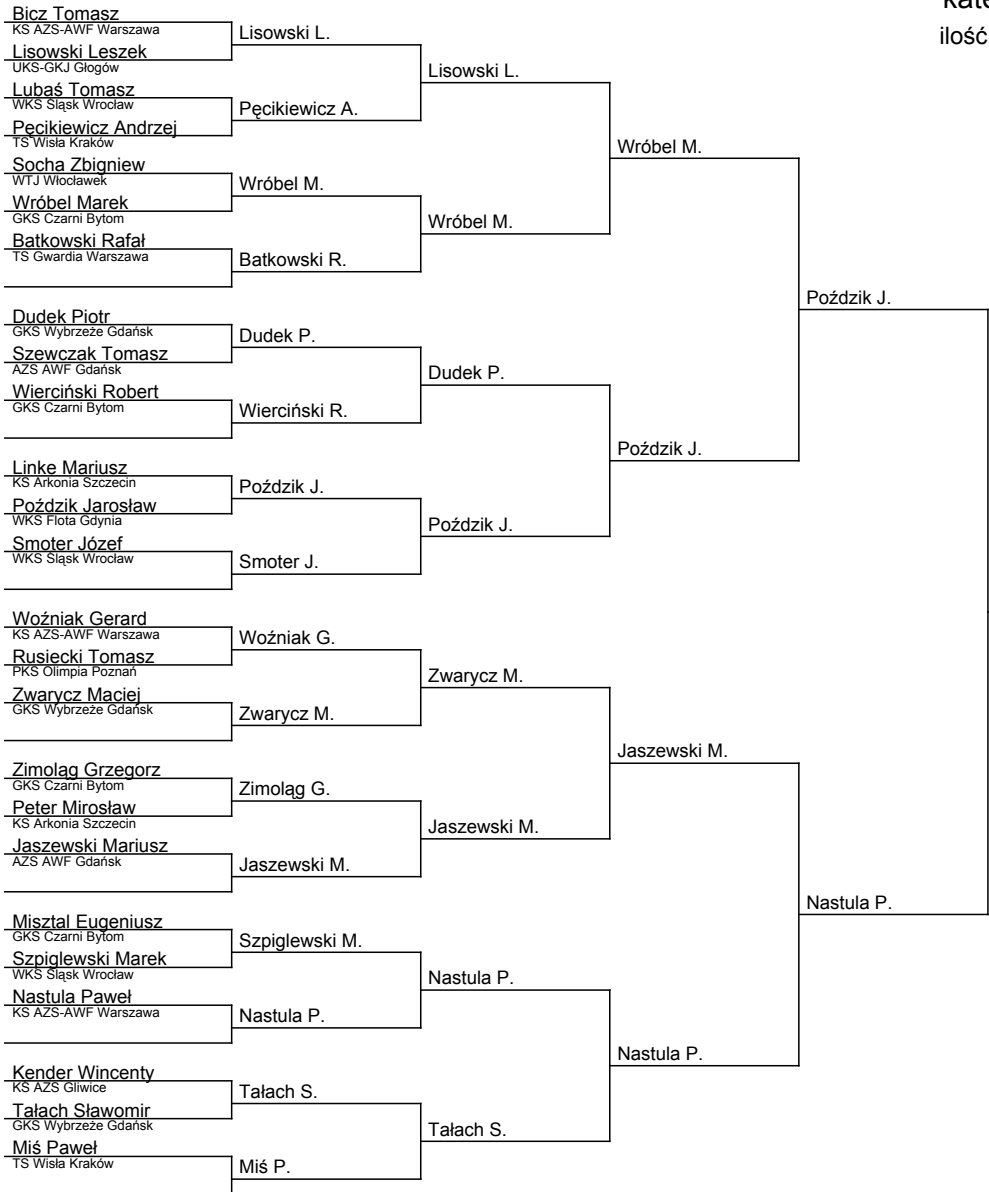 kate
ilość
Bicz Tomasz
KS AZS-AWF Warszawa
Lisowski L.
Lisowski Leszek
UKS-GKJ Głogów
Lisowski L.
Lubaś Tomasz
WKS Śląsk Wrocław
Pęcikiewicz A.
Pęcikiewicz Andrzej
TS Wisła Kraków
Wróbel M.
Socha Zbigniew
WTJ Włocławek
Wróbel M.
Wróbel Marek
GKS Czarni Bytom
Wróbel M.
Batkowski Rafał
TS Gwardia Warszawa
Batkowski R.
Poździk J.
Dudek Piotr
GKS Wybrzeże Gdańsk
Dudek P.
Szewczak Tomasz
AZS AWF Gdańsk
Dudek P.
Wierciński Robert
GKS Czarni Bytom
Wierciński R.
Poździk J.
Linke Mariusz
KS Arkonia Szczecin
Poździk J.
Poździk Jarosław
WKS Flota Gdynia
Poździk J.
Smoter Józef
WKS Śląsk Wrocław
Smoter J.
Woźniak Gerard
KS AZS-AWF Warszawa
Woźniak G.
Rusiecki Tomasz
PKS Olimpia Poznań
Zwarycz M.
Zwarycz Maciej
GKS Wybrzeże Gdańsk
Zwarycz M.
Jaszewski M.
Zimoląg Grzegorz
GKS Czarni Bytom
Zimoląg G.
Peter Mirosław
KS Arkonia Szczecin
Jaszewski M.
Jaszewski Mariusz
AZS AWF Gdańsk
Jaszewski M.
Nastula P.
Misztal Eugeniusz
GKS Czarni Bytom
Szpiglewski M.
Szpiglewski Marek
WKS Śląsk Wrocław
Nastula P.
Nastula Paweł
KS AZS-AWF Warszawa
Nastula P.
Nastula P.
Kender Wincenty
KS AZS Gliwice
Tałach S.
Tałach Sławomir
GKS Wybrzeże Gdańsk
Tałach S.
Miś Paweł
TS Wisła Kraków
Miś P.